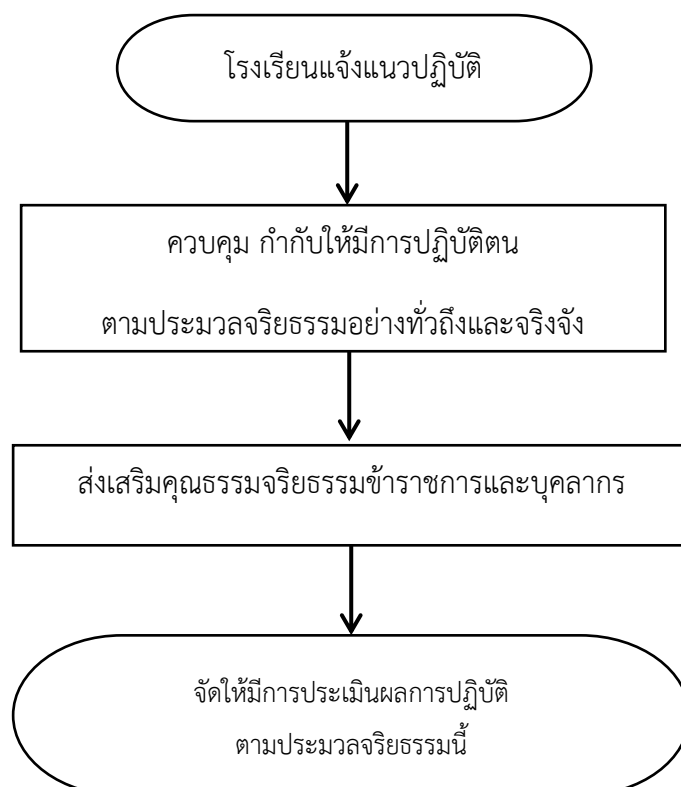 โรงเรียนแจ้งแนวปฏิบัติ
ควบคุม กำกับให้มีการปฏิบัติตน
ตามประมวลจริยธรรมอย่างทั่วถึงและจริงจัง
ส่งเสริมคุณธรรมจริยธรรมข้าราชการและบุคลากร
จัดให้มีการประเมินผลการปฏิบัติ
ตามประมวลจริยธรรมนี้